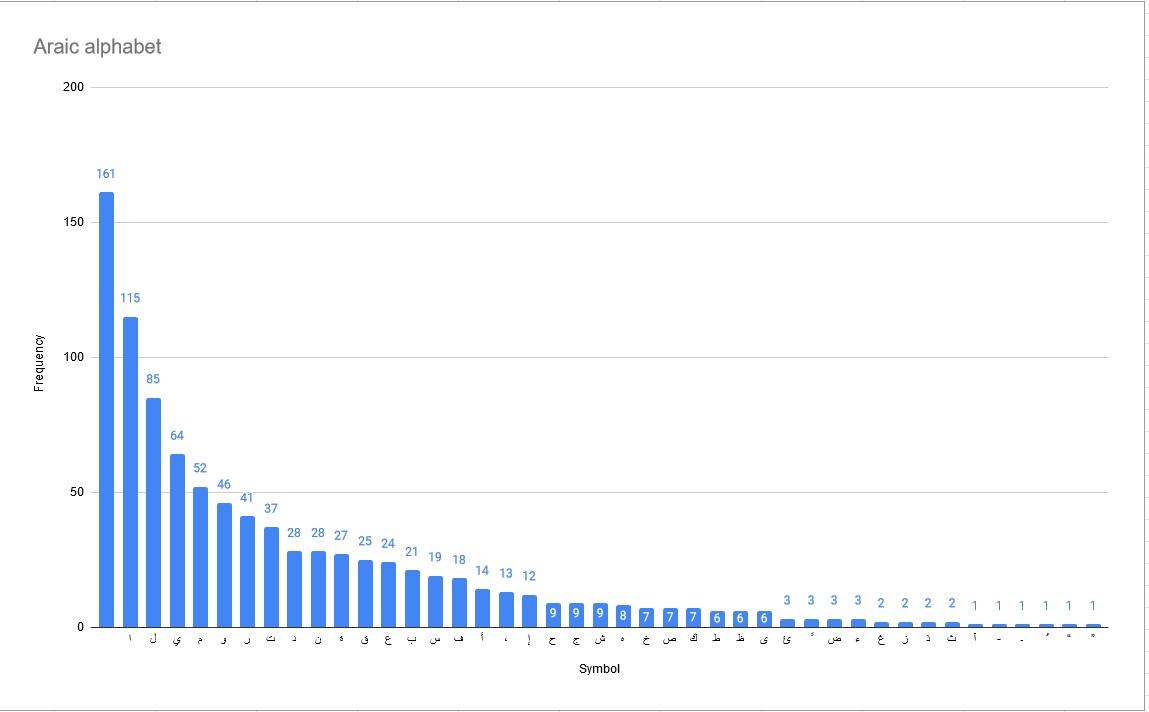 Araic alphabet
200
150
100
50
0
Frequency
161
115
85
64
52
46
41
37
28 28 27 25 24 21 19 18 14 13 12 9 9 9 8 7 7 7 6 6 6 3 3 3 3 2 2 2 2 1 1 1 1 1 1
ا ل ي م و ر ت د ن ة ق ع ب س ف أ ، إ ح ج ش ه خ ص ك ط ظ ى ئ ض ء غ ز ذ ث آ - . “ ”
Symbol